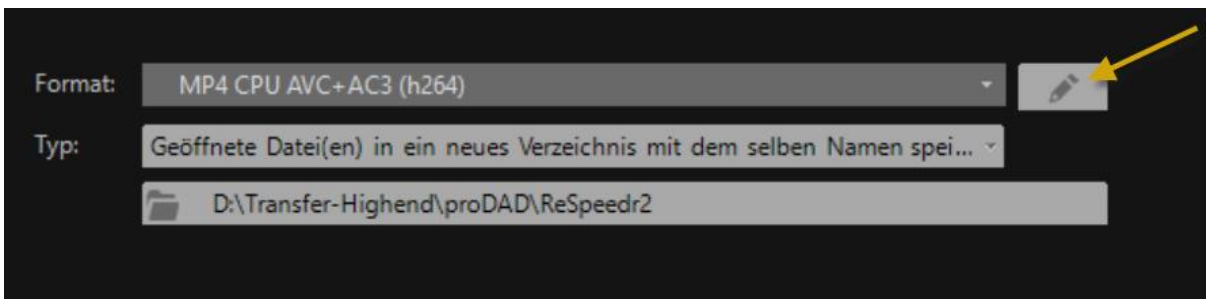 Format: MP4 CPU AVC+AC3 (h264)
Typ: Geöffnete Datei(en) in ein neues Verzeichnis mit dem selben Namen spei...
D:\Transfer-Highend\proDAD\ReSpeedr2